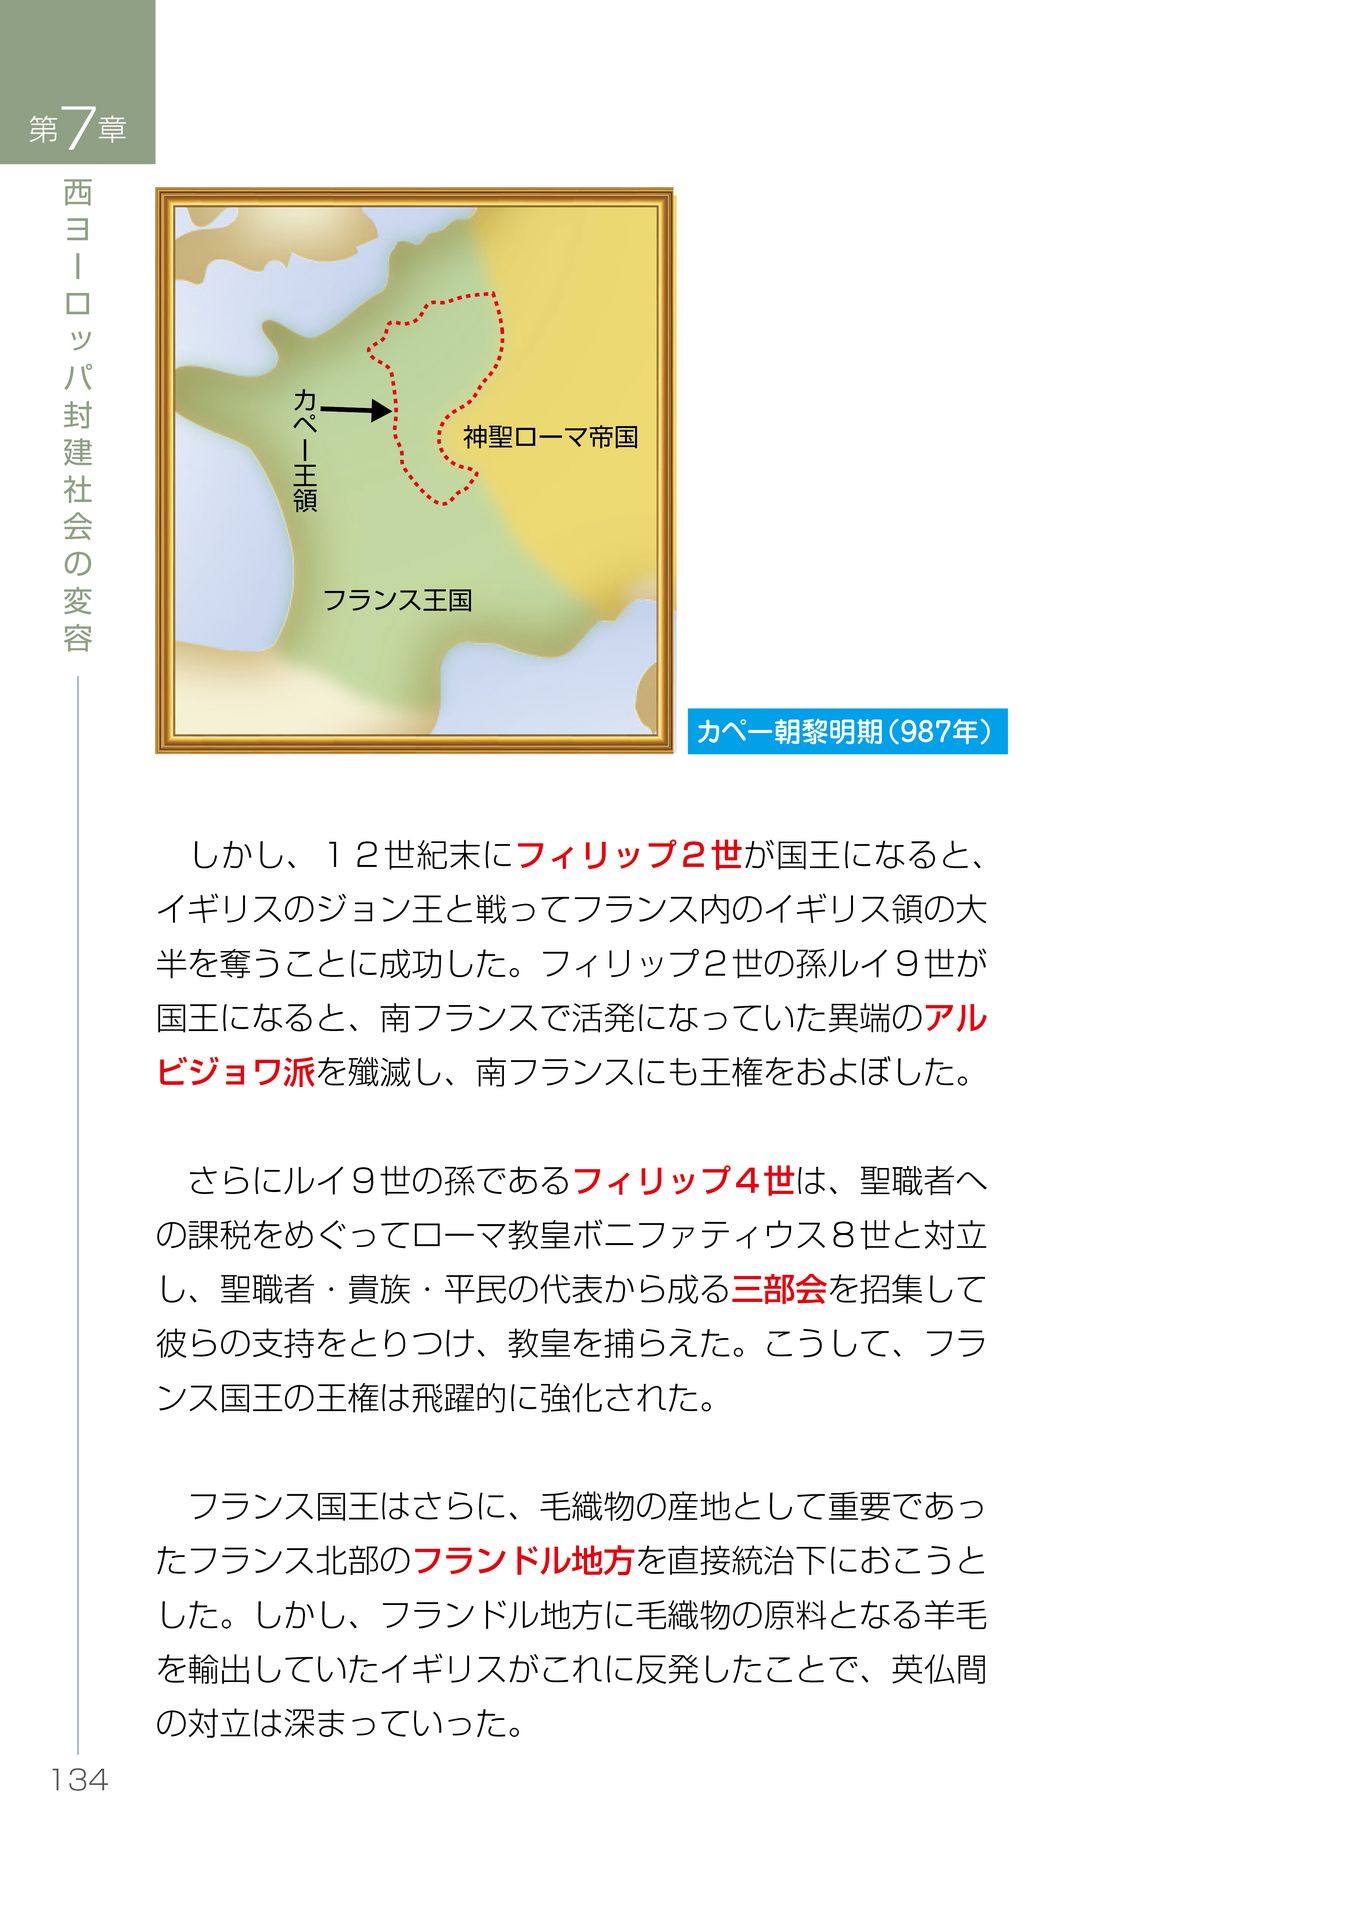 第7章
西ヨーロッパ封建社会の変容
カペー王領
神聖ローマ帝国
フランス王国
カペー朝黎明期（987年）
しかし、１２世紀末にフィリップ２世が国王になると、
イギリスのジョン王と戦ってフランス内のイギリス領の大
半を奪うことに成功した。フィリップ２世の孫ルイ９世が
国王になると、南フランスで活発になっていた異端のアル
ビジョワ派を殲滅し、南フランスにも王権をおよぼした。
さらにルイ９世の孫であるフィリップ４世は、聖職者へ
の課税をめぐってローマ教皇ボニファティウス８世と対立
し、聖職者・貴族・平民の代表から成る三部会を招集して
彼らの支持をとりつけ、教皇を捕らえた。こうして、フラ
ンス国王の王権は飛躍的に強化された。
フランス国王はさらに、毛織物の産地として重要であっ
たフランス北部のフランドル地方を直接統治下におこうと
した。しかし、フランドル地方に毛織物の原料となる羊毛
を輸出していたイギリスがこれに反発したことで、英仏間
の対立は深まっていった。
134